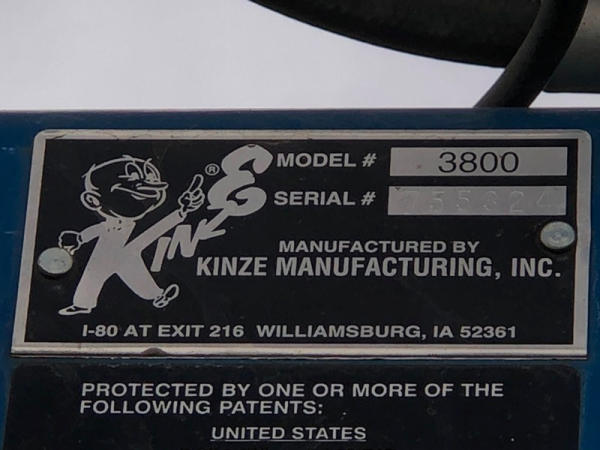 KINZE ®
MODEL # 3800
SERIAL #
MANUFACTURED BY
KINZE MANUFACTURING, INC.
I-80 AT EXIT 216 WILLIAMSBURG, IA 52361
PROTECTED BY ONE OR MORE OF THE
FOLLOWING PATENTS:
UNITED STATES